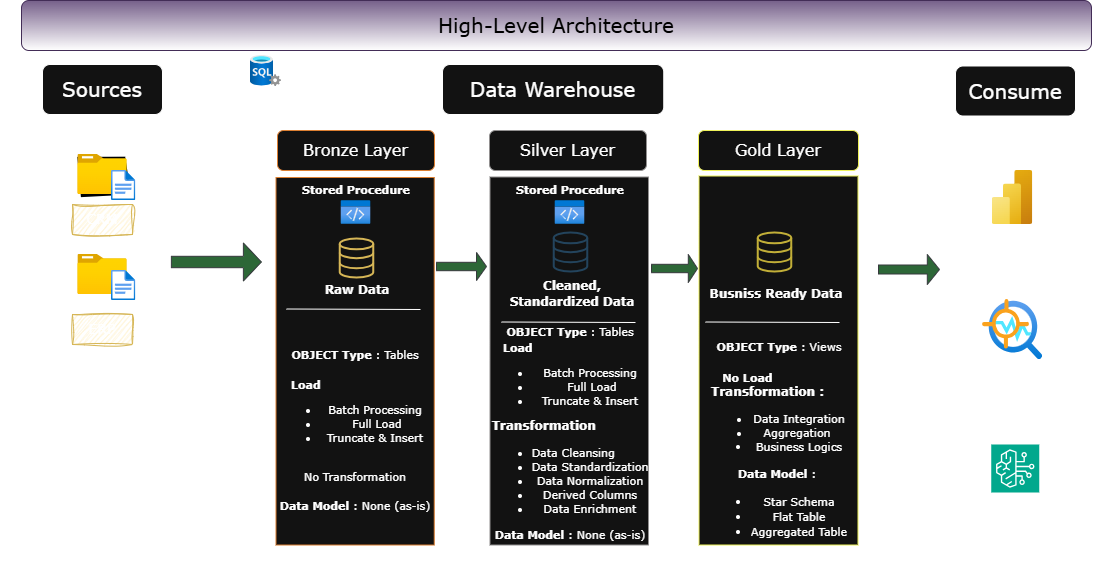 High-Level Architecture
Sources
SQL
Data Warehouse
Consume
Bronze Layer
Stored Procedure
</>
Raw Data
OBJECT Type : Tables
Load
• Batch Processing
• Full Load
• Truncate & Insert
No Transformation
Data Model : None (as-is)
Silver Layer
Stored Procedure
</>
Cleaned,
Standardized Data
OBJECT Type : Tables
Load
• Batch Processing
• Full Load
• Truncate & Insert
Transformation
• Data Cleansing
• Data Standardization
• Data Normalization
• Derived Columns
• Data Enrichment
Data Model : None (as-is)
Gold Layer
Busniss Ready Data
OBJECT Type : Views
No Load
Transformation :
• Data Integration
• Aggregation
• Business Logics
Data Model :
• Star Schema
• Flat Table
• Aggregated Table